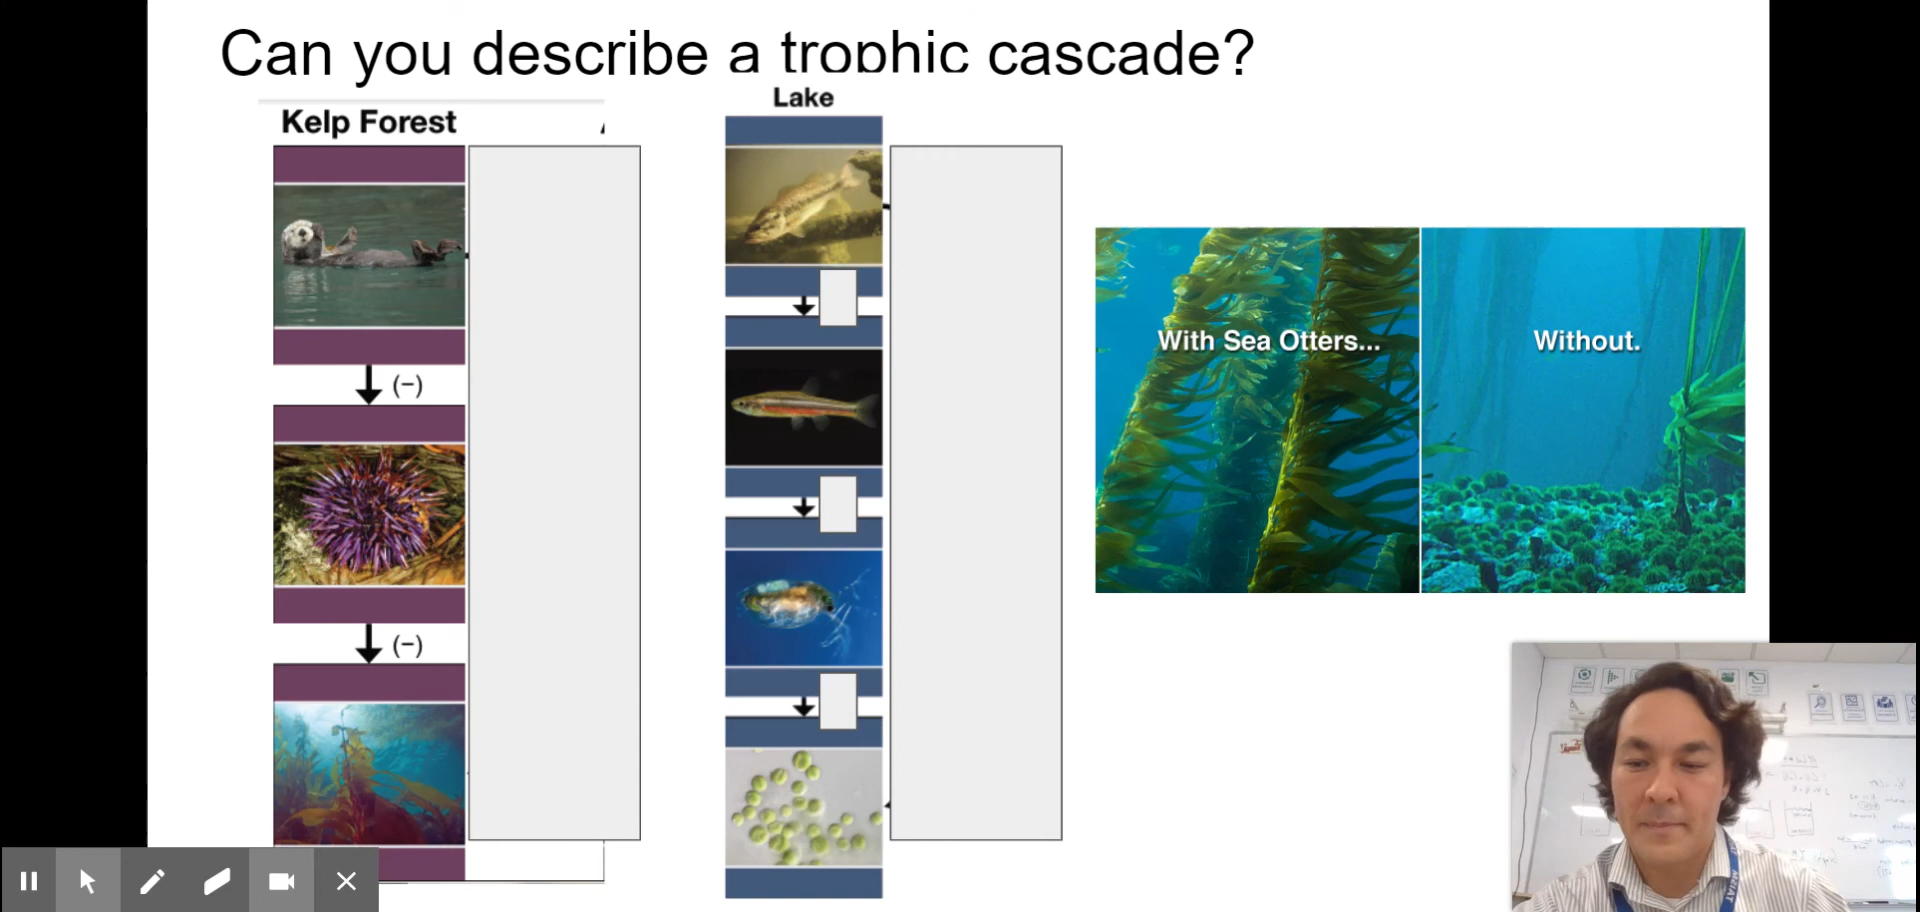 Can you describe a trophic cascade?
Kelp Forest
(−)
(−)
Lake
With Sea Otters...
Without.